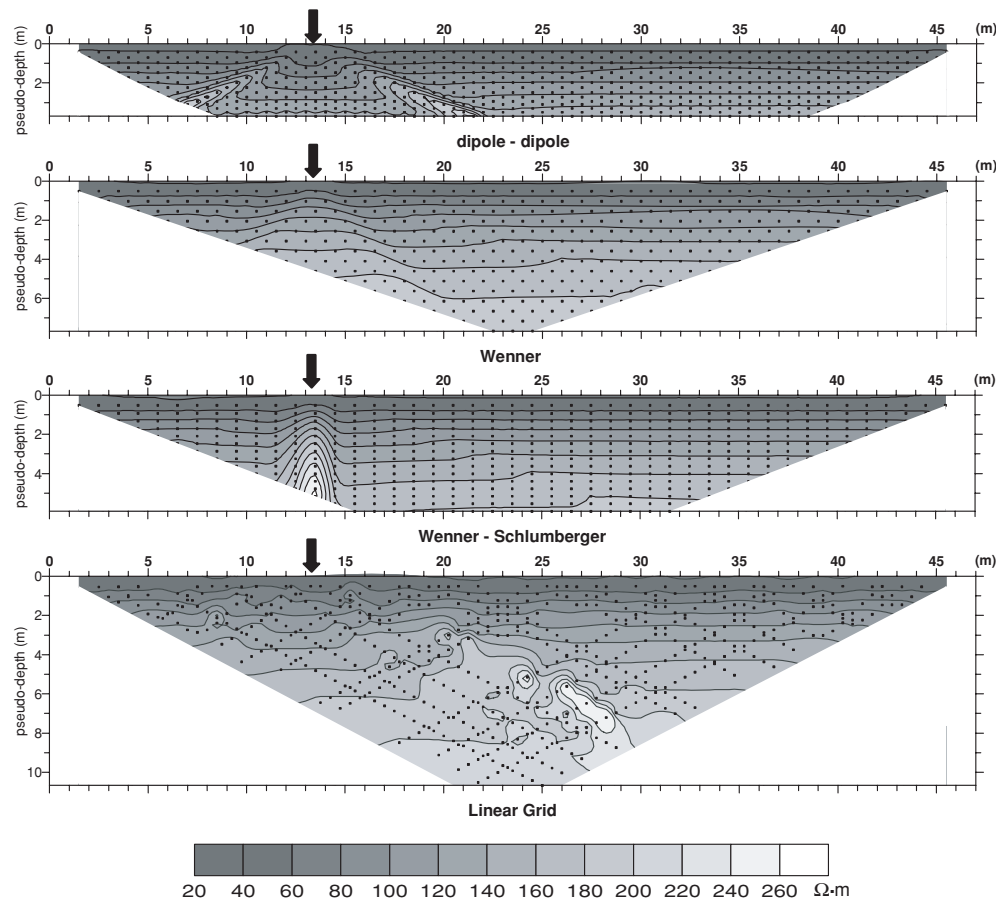 0 5 10 15 20 25 30 35 40 45 (m)
pseudo-depth (m)
0
2
dipole - dipole
0 5 10 15 20 25 30 35 40 45 (m)
pseudo-depth (m)
0
2
4
6
Wenner
0 5 10 15 20 25 30 35 40 45 (m)
pseudo-depth (m)
0
2
4
Wenner - Schlumberger
0 5 10 15 20 25 30 35 40 45 (m)
pseudo-depth (m)
0
2
4
6
8
10
Linear Grid
20 40 60 80 100 120 140 160 180 200 220 240 260 Ω·m